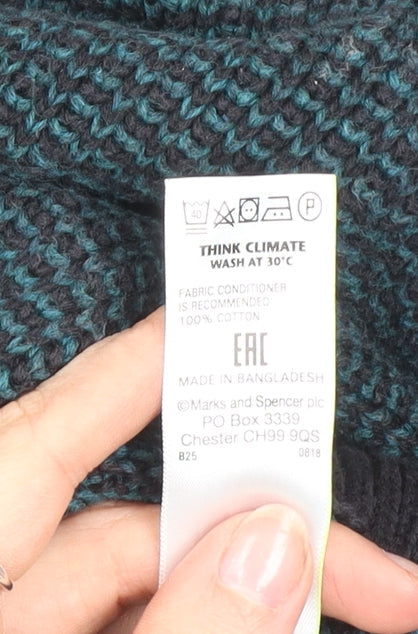 40 P
THINK CLIMATE
WASH AT 30°C
FABRIC CONDITIONER
IS RECOMMENDED
100% COTTON
EAC
MADE IN BANGLADESH
©Marks and Spencer plc
PO Box 3339
Chester CH99 9QS
B25 0818